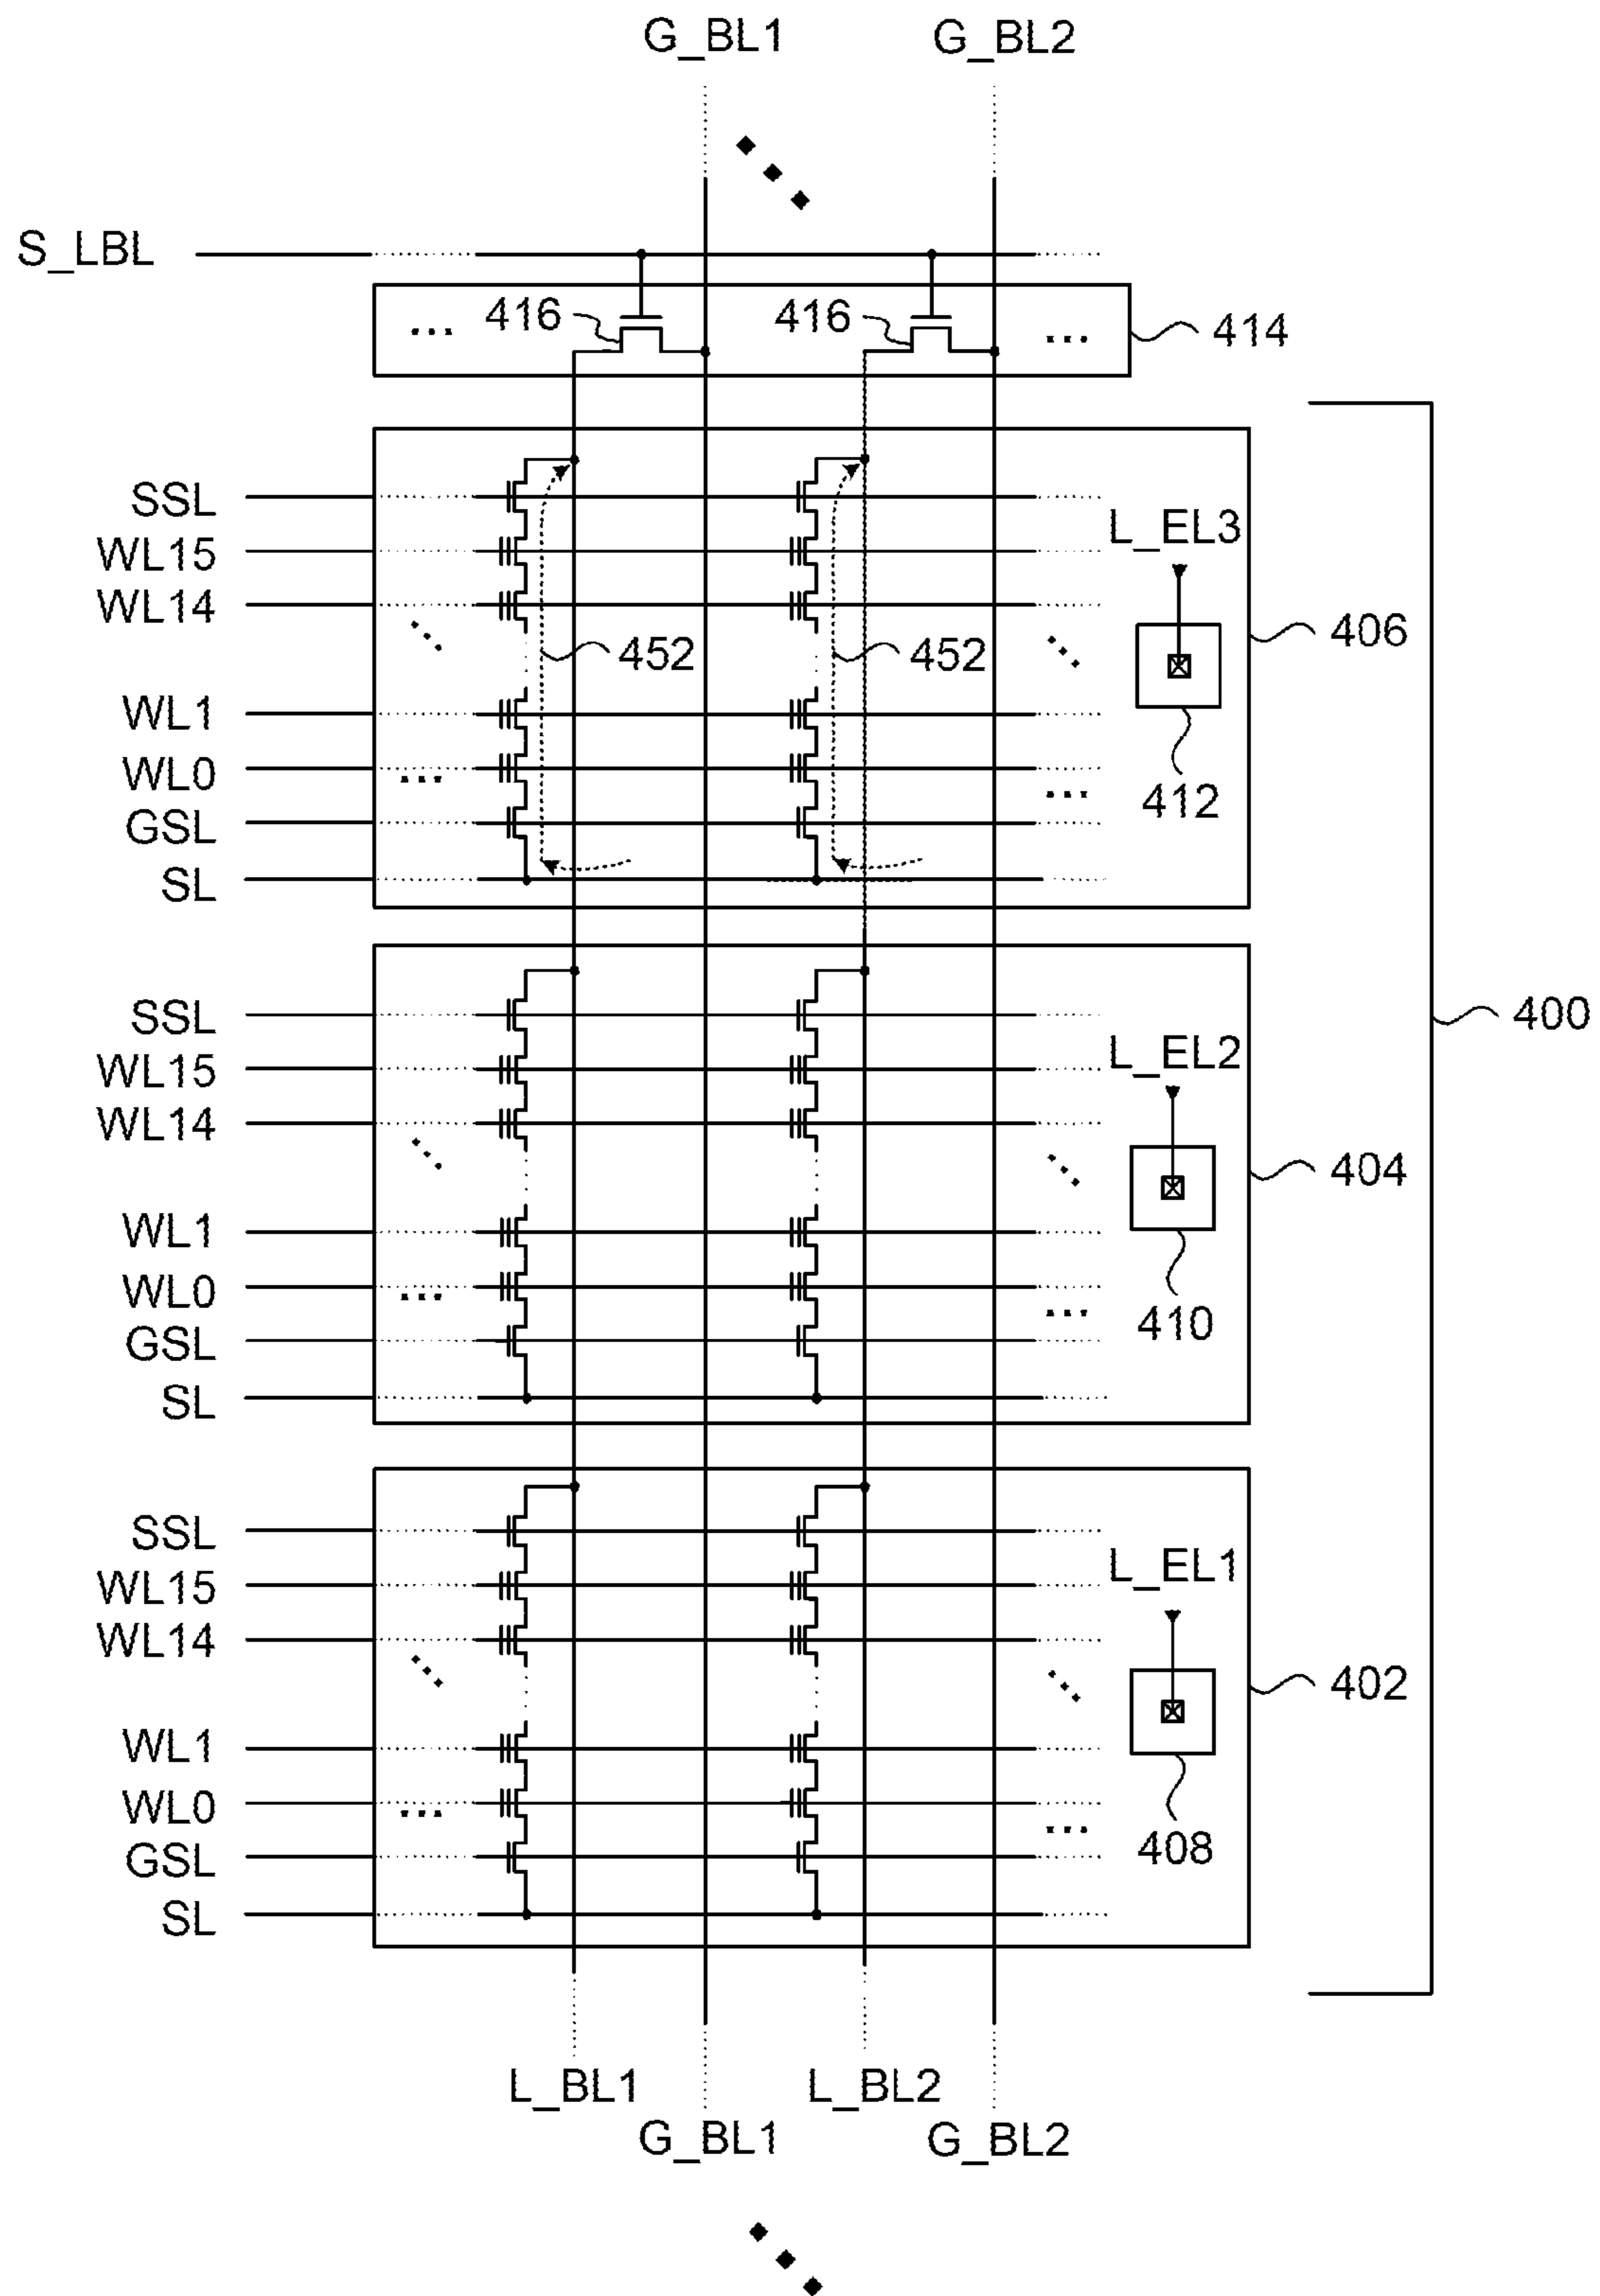 G_BL1 G_BL2
S_LBL
416 416 414
SSL
L_EL3
WL15
WL14
452 452 406
WL1
WL0
412
GSL
SL
SSL
400
L_EL2
WL15
WL14
404
WL1
WL0
410
GSL
SL
SSL
L_EL1
WL15
WL14
402
WL1
WL0
408
GSL
SL
L_BL1 L_BL2
G_BL1 G_BL2